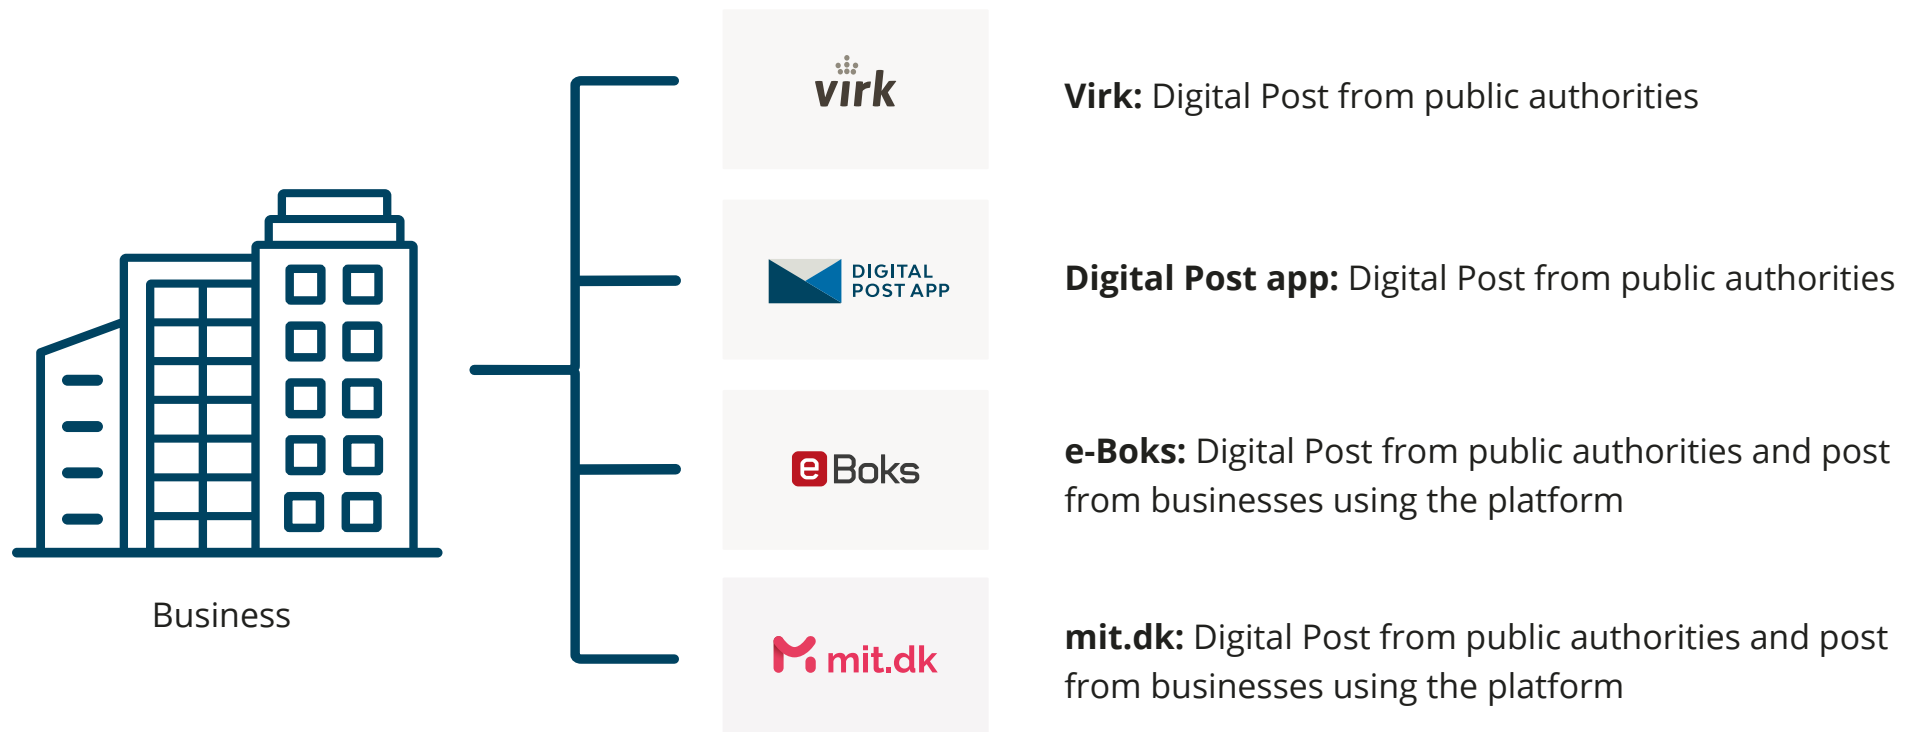 virk
Virk: Digital Post from public authorities
DIGITAL
POST APP
Digital Post app: Digital Post from public authorities
e Boks
e-Boks: Digital Post from public authorities and post
from businesses using the platform
Business
mit.dk
mit.dk: Digital Post from public authorities and post
from businesses using the platform